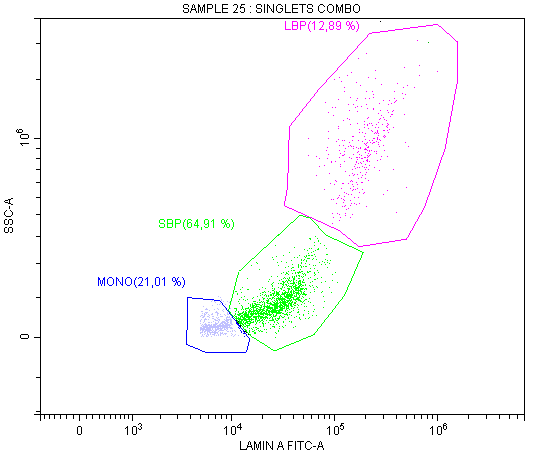 SAMPLE 25 : SINGLETS COMBO
LBP(12,89 %)
10⁶
SSC-A
SBP(64,91 %)
MONO(21,01 %)
0
0 10³ 10⁴ 10⁵ 10⁶
LAMIN A FITC-A